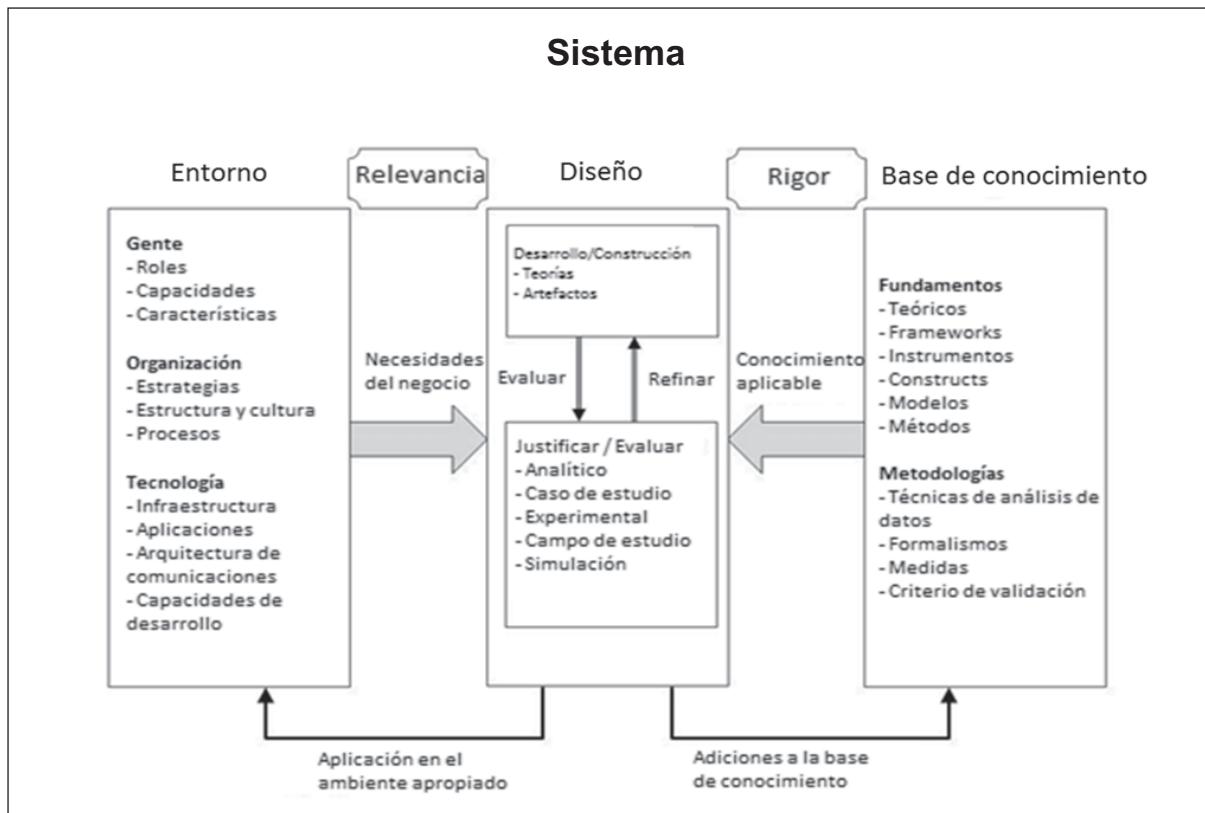 Sistema
Entorno
Relevancia
Diseño
Rigor
Base de conocimiento
Gente
- Roles
- Capacidades
- Características
Organización
- Estrategias
- Estructura y cultura
- Procesos
Tecnología
- Infraestructura
- Aplicaciones
- Arquitectura de
comunicaciones
- Capacidades de
desarrollo
Necesidades
del negocio
Desarrollo/Construcción
- Teorías
- Artefactos
Evaluar
Refinar
Justificar / Evaluar
- Analítico
- Caso de estudio
- Experimental
- Campo de estudio
- Simulación
Conocimiento
aplicable
Fundamentos
- Teóricos
- Frameworks
- Instrumentos
- Constructs
- Modelos
- Métodos
Metodologías
- Técnicas de análisis de
datos
- Formalismos
- Medidas
- Criterio de validación
Aplicación en el
ambiente apropiado
Adiciones a la base
de conocimiento